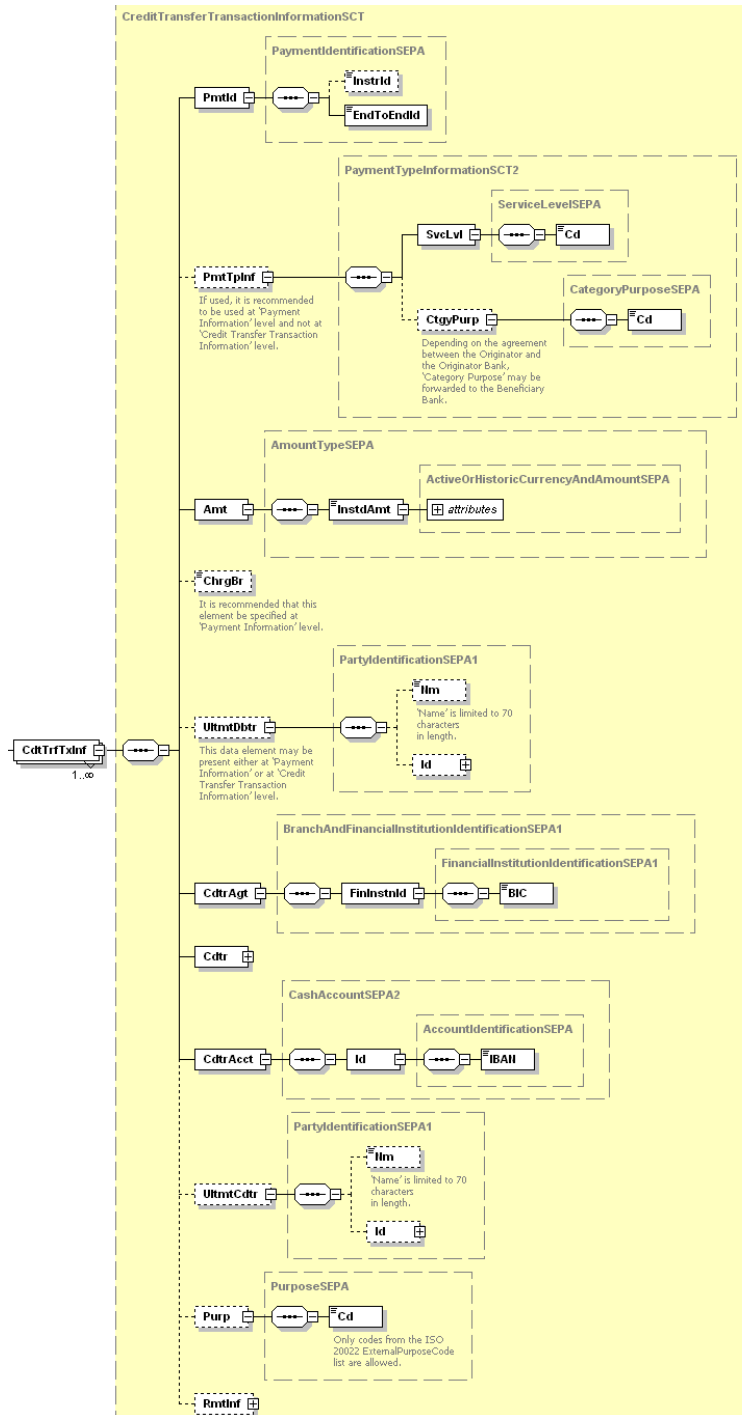 CreditTransferTransactionInformationSCT
PaymentIdentificationSEPA
InstrId
PmtId
EndToEndId
PaymentTypeInformationSCT2
ServiceLevelSEPA
SvcLvl
Cd
PmtTpInf
If used, it is recommended
to be used at 'Payment
Information' level and not at
'Credit Transfer Transaction
Information' level.
CategoryPurposeSEPA
CtgyPurp
Cd
Depending on the agreement
between the Originator and
the Originator Bank,
'Category Purpose' may be
forwarded to the Beneficiary
Bank.
AmountTypeSEPA
ActiveOrHistoricCurrencyAndAmountSEPA
Amt
InstdAmt
attributes
ChrgBr
It is recommended that this
element be specified at
'Payment Information' level.
PartyIdentificationSEPA1
Nm
'Name' is limited to 70
characters
in length.
UltmtDbtr
This data element may be
present either at 'Payment
Information' or at 'Credit
Transfer Transaction
Information' level.
Id
CdtTrfTxInf
1..∞
BranchAndFinancialInstitutionIdentificationSEPA1
FinancialInstitutionIdentificationSEPA1
CdtrAgt
FinInstnId
BIC
Cdtr
CashAccountSEPA2
AccountIdentificationSEPA
CdtrAcct
Id
IBAN
PartyIdentificationSEPA1
Nm
'Name' is limited to 70
characters
in length.
UltmtCdtr
Id
PurposeSEPA
Purp
Cd
Only codes from the ISO
20022 ExternalPurposeCode
list are allowed.
RmtInf